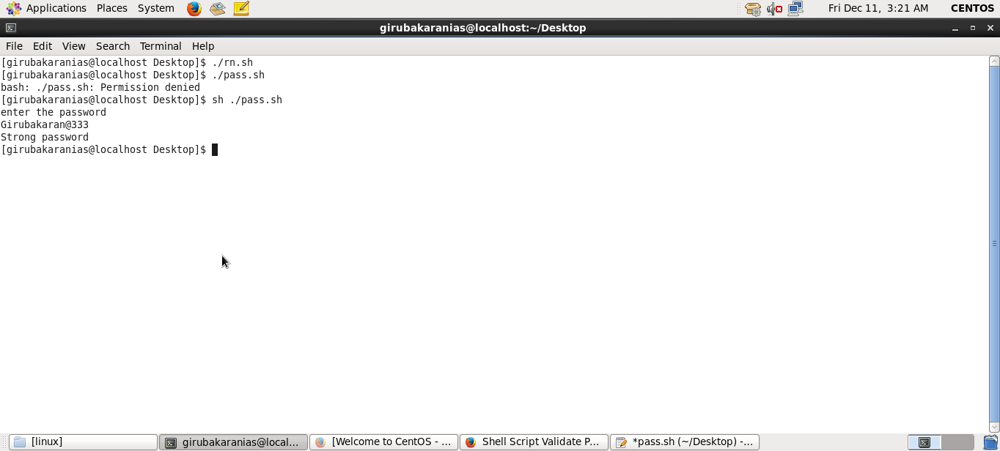 Applications Places System Fri Dec 11, 3:21 AM CENTOS
girubakaranias@localhost:~/Desktop
File Edit View Search Terminal Help
[girubakaranias@localhost Desktop]$ ./rn.sh
[girubakaranias@localhost Desktop]$ ./pass.sh
bash: ./pass.sh: Permission denied
[girubakaranias@localhost Desktop]$ sh ./pass.sh
enter the password
Girubakaran@333
Strong password
[girubakaranias@localhost Desktop]$
[linux] girubakaranias@local... [Welcome to CentOS - ... Shell Script Validate P... *pass.sh (~/Desktop) -...